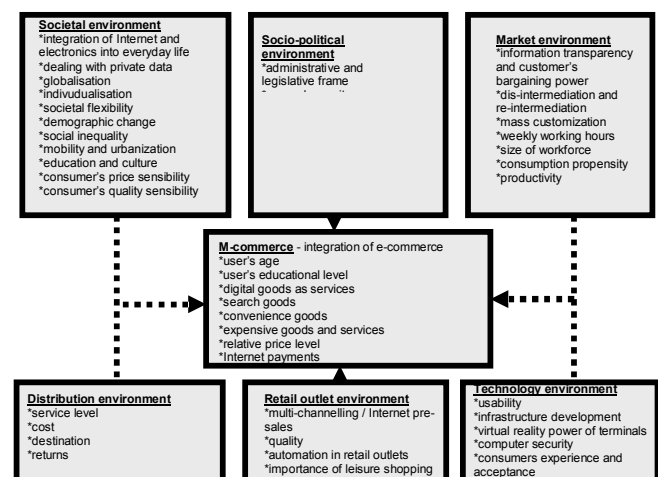 Societal environment
*integration of Internet and
electronics into everyday life
*dealing with private data
*globalisation
*indivudualisation
*societal flexibility
*demographic change
*social inequality
*mobility and urbanization
*education and culture
*consumer's price sensibility
*consumer's quality sensibility
Socio-political
environment
*administrative and
legislative frame
Market environment
*information transparency
and customer's
bargaining power
*dis-intermediation and
re-intermediation
*mass customization
*weekly working hours
*size of workforce
*consumption propensity
*productivity
M-commerce - integration of e-commerce
*user's age
*user's educational level
*digital goods as services
*search goods
*convenience goods
*expensive goods and services
*relative price level
*Internet payments
Distribution environment
*service level
*cost
*destination
*returns
Retail outlet environment
*multi-channelling / Internet pre-
sales
*quality
*automation in retail outlets
*importance of leisure shopping
Technology environment
*usability
*infrastructure development
*virtual reality power of terminals
*computer security
*consumers experience and
acceptance